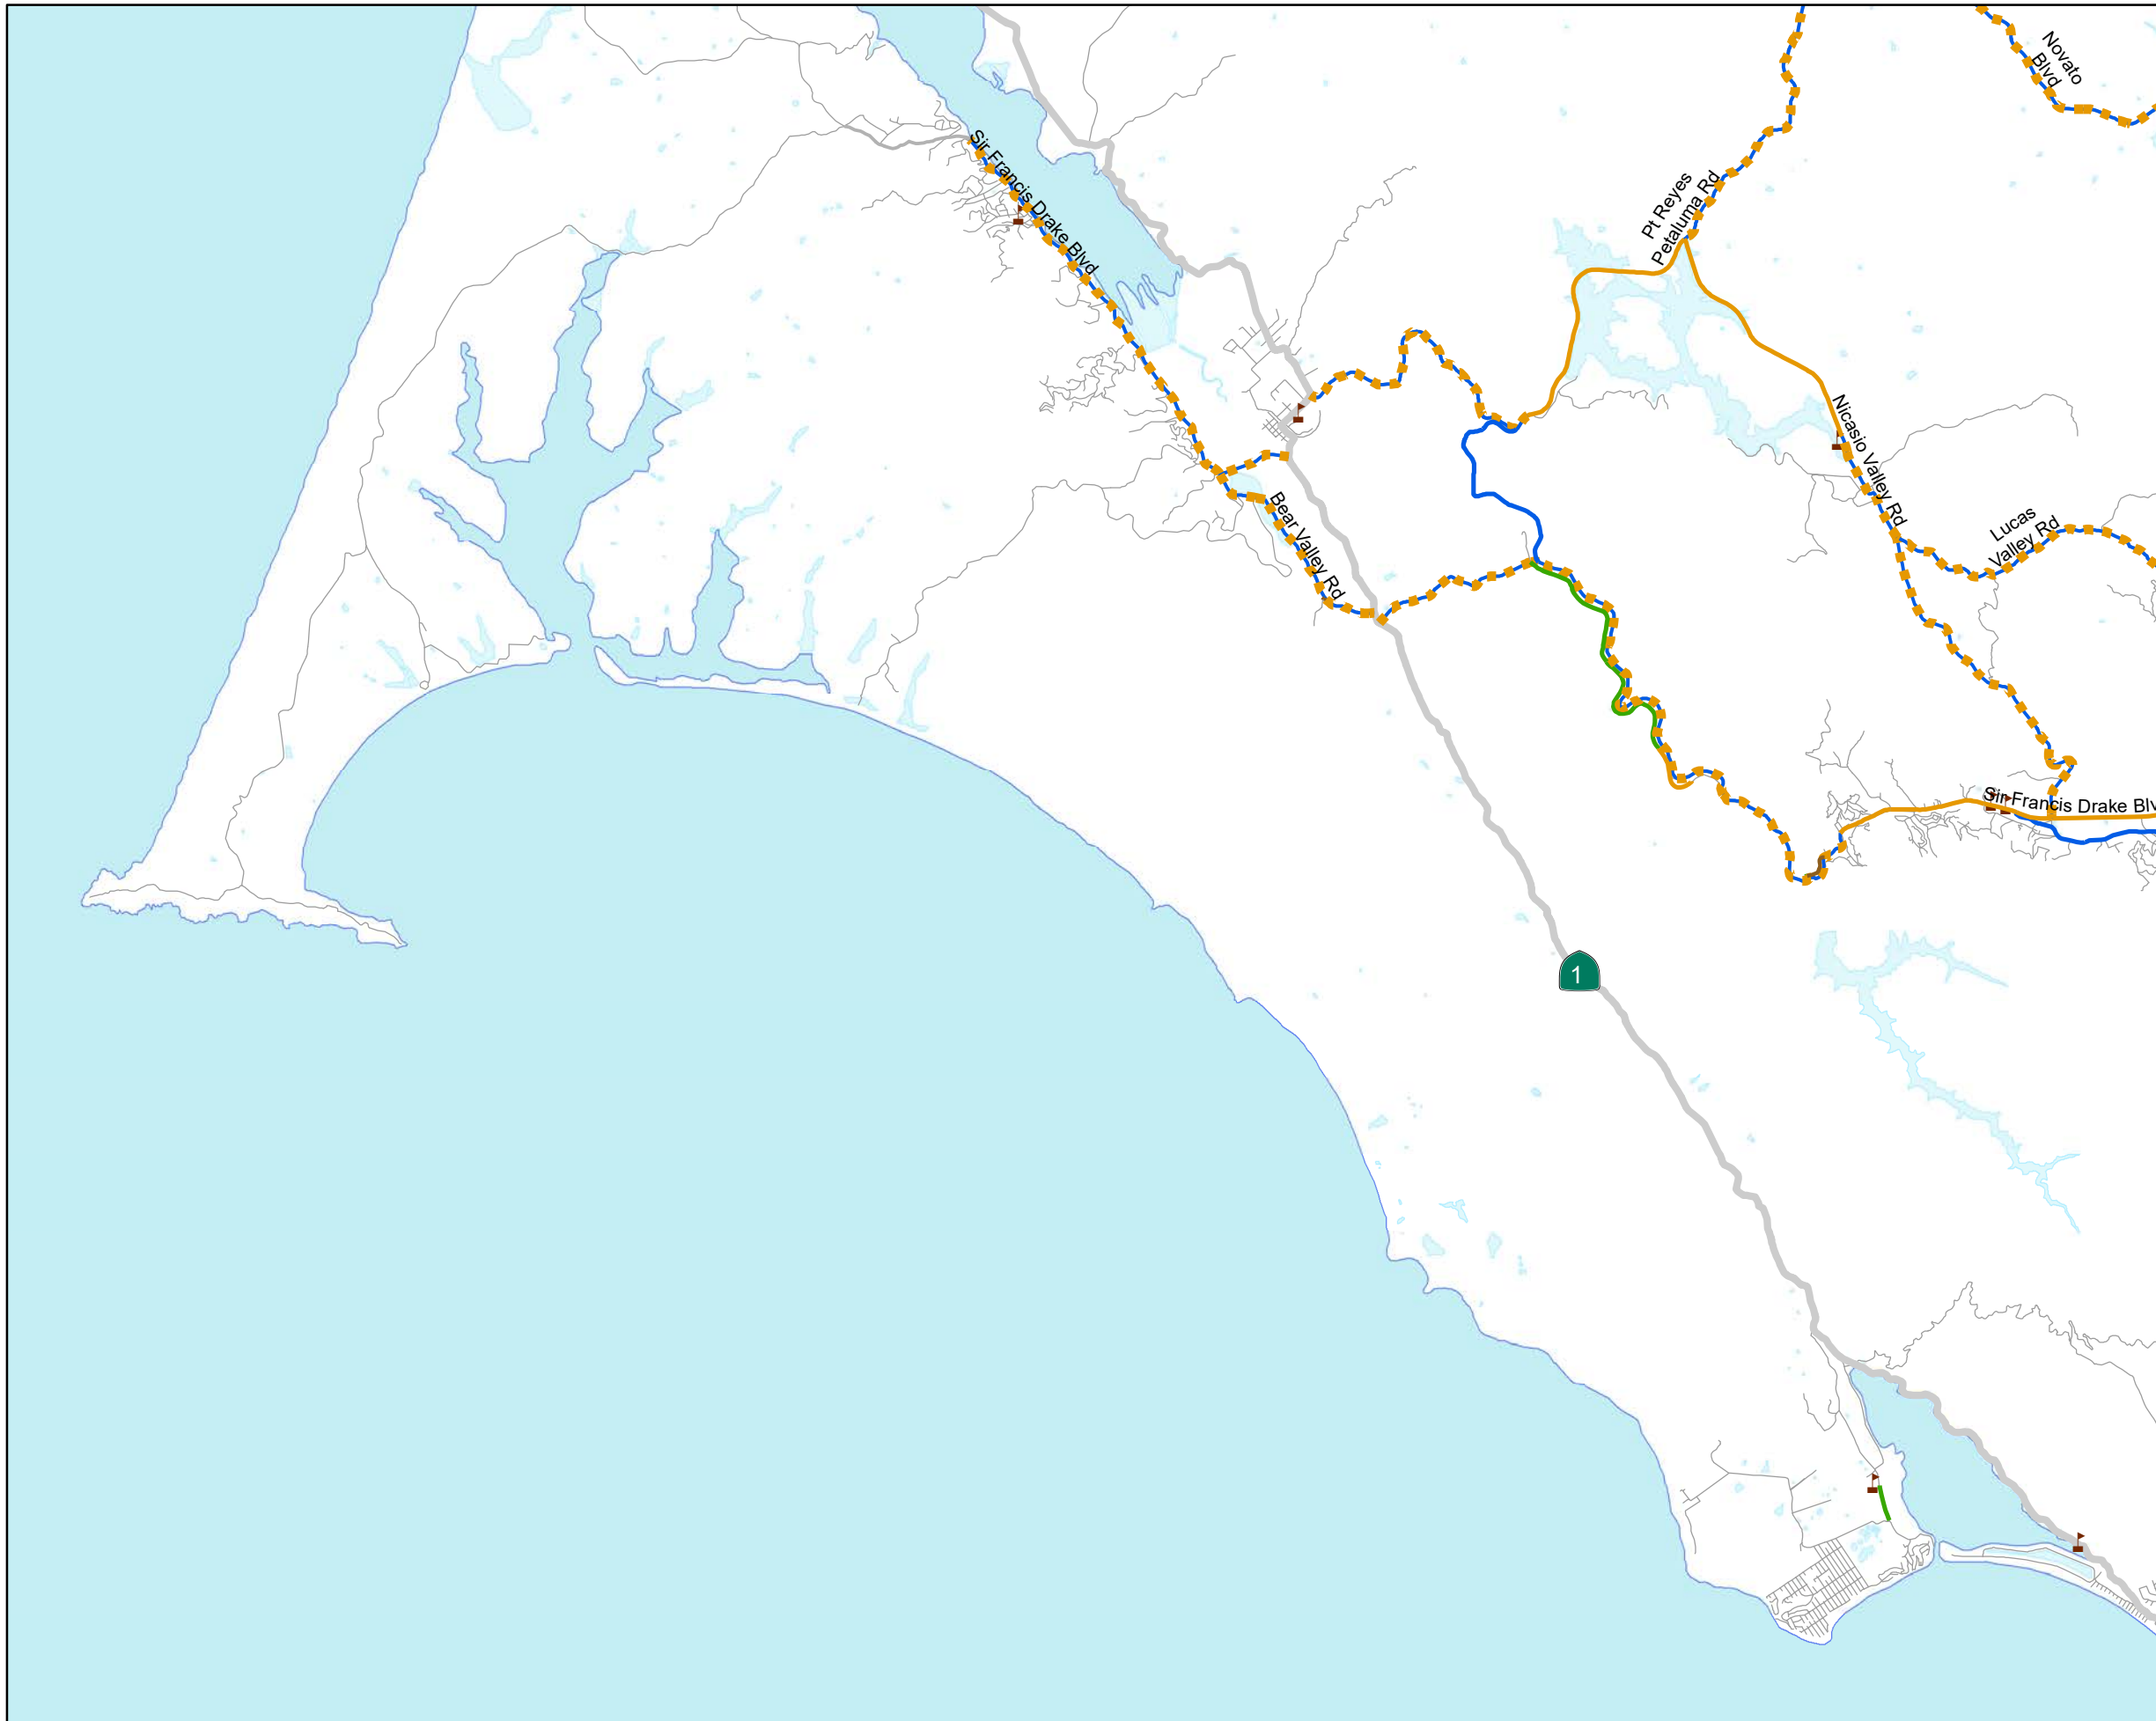 Novato
Blvd
Sir Francis Drake Blvd
Pt Reyes
Petaluma Rd
Nicasio Valley Rd
Bear Valley Rd
Lucas
Valley Rd
Sir Francis Drake Blv
1